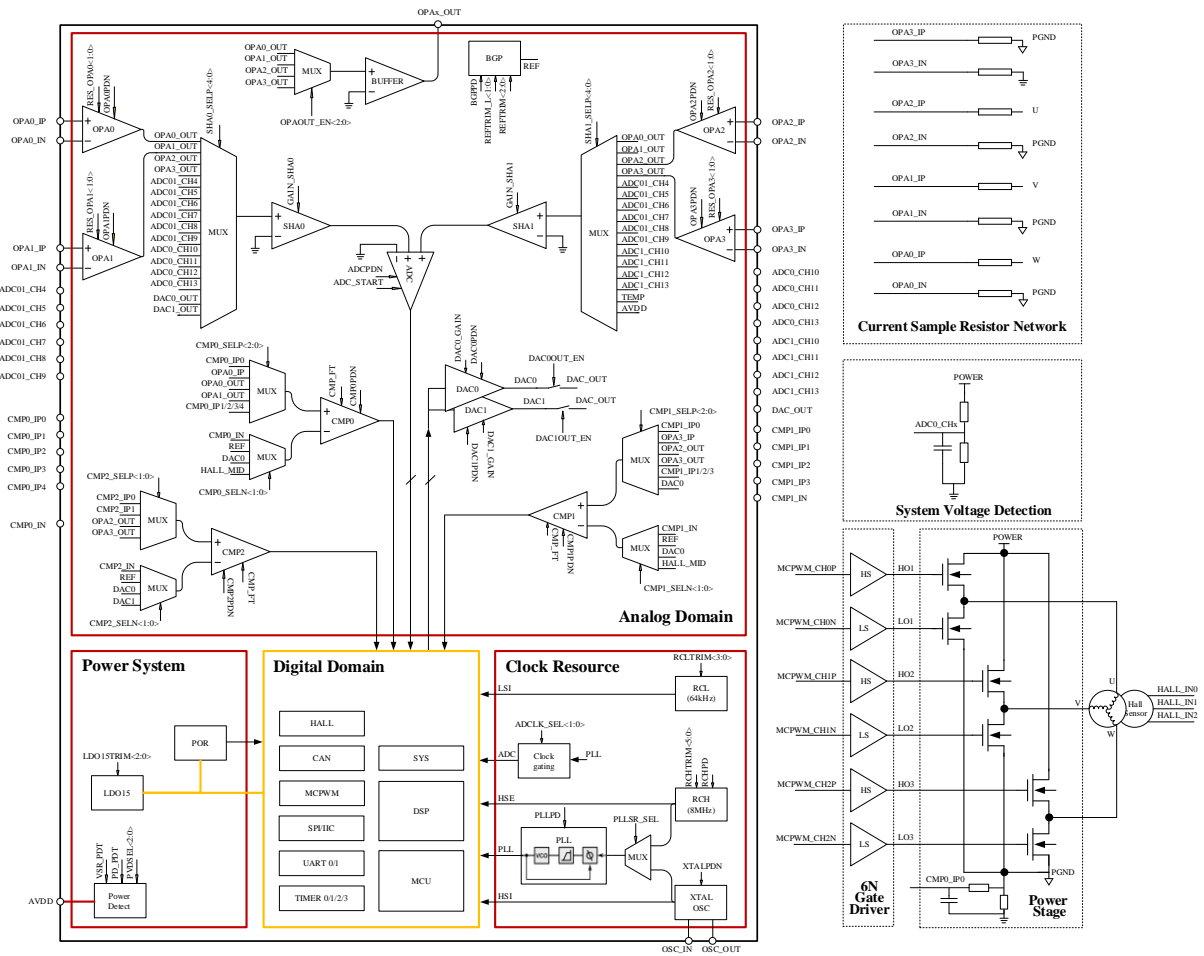 OPAx_OUT
OPA0_OUT
OPA1_OUT
OPA2_OUT
OPA3_OUT
MUX
BUFFER
OPAOUT_EN<2:0>
BGP
REF
BGPPD
REFTRIM_L<1:0>
REFTRIM<2:0>
RES_OPA0<1:0>
OPA0PDN
OPA0_IP
OPA0_IN
OPA0
SHA0_SELP<4:0>
RES_OPA1<1:0>
OPA1PDN
OPA1_IP
OPA1_IN
OPA1
OPA0_OUT
OPA1_OUT
OPA2_OUT
OPA3_OUT
ADC01_CH4
ADC01_CH5
ADC01_CH6
ADC01_CH7
ADC01_CH8
ADC01_CH9
ADC0_CH10
ADC0_CH11
ADC0_CH12
ADC0_CH13
DAC0_OUT
DAC1_OUT
MUX
GAIN_SHA0
SHA0
GAIN_SHA1
SHA1
ADCPDN
ADC_START
ADC
SHA1_SELP<4:0>
MUX
OPA0_OUT
OPA1_OUT
OPA2_OUT
OPA3_OUT
ADC01_CH4
ADC01_CH5
ADC01_CH6
ADC01_CH7
ADC01_CH8
ADC01_CH9
ADC1_CH10
ADC1_CH11
ADC1_CH12
ADC1_CH13
TEMP
AVDD
OPA2PDN
RES_OPA2<1:0>
OPA2
OPA2_IP
OPA2_IN
OPA3PDN
RES_OPA3<1:0>
OPA3
OPA3_IP
OPA3_IN
ADC01_CH4
ADC01_CH5
ADC01_CH6
ADC01_CH7
ADC01_CH8
ADC01_CH9
CMP0_IP0
CMP0_IP1
CMP0_IP2
CMP0_IP3
CMP0_IP4
CMP0_IN
ADC0_CH10
ADC0_CH11
ADC0_CH12
ADC0_CH13
ADC1_CH10
ADC1_CH11
ADC1_CH12
ADC1_CH13
DAC_OUT
CMP1_IP0
CMP1_IP1
CMP1_IP2
CMP1_IP3
CMP1_IN
CMP0_SELP<2:0>
CMP0_IP0
OPA0_IP
OPA0_OUT
OPA1_OUT
CMP0_IP1/2/3/4
MUX
CMP_FT
CMP0PDN
CMP0
CMP0_IN
REF
DAC0
HALL_MID
MUX
CMP0_SELN<1:0>
DAC0_GAIN
DAC0PDN
DAC0
DAC1
DAC0OUT_EN
DAC0
DAC_OUT
DAC1
DAC_OUT
DAC1OUT_EN
DAC1PDN
DAC1_GAIN
CMP1_SELP<2:0>
MUX
CMP1_IP0
OPA3_IP
OPA2_OUT
OPA3_OUT
CMP1_IP1/2/3
DAC0
CMP1
CMP_FT
CMP1PDN
MUX
CMP1_IN
REF
DAC0
HALL_MID
CMP1_SELN<1:0>
CMP2_SELP<1:0>
CMP2_IP0
CMP2_IP1
OPA2_OUT
OPA3_OUT
MUX
CMP2
CMP2_IN
REF
DAC0
DAC1
MUX
CMP2_SELN<1:0>
CMP2PDN
CMP_FT
Analog Domain
Power System
LDO15TRIM<2:0>
POR
LDO15
VSR_PDT
PD_PDT
PVDSEL<2:0>
Power
Detect
AVDD
Digital Domain
HALL
CAN
MCPWM
SPI/IIC
UART 0/1
TIMER 0/1/2/3
SYS
DSP
MCU
Clock Resource
RCLTRIM<3:0>
LSI
RCL
(64kHz)
ADCLK_SEL<1:0>
ADC
Clock
gating
PLL
RCHTRIM<5:0>
RCHPD
HSE
RCH
(8MHz)
PLLPD
PLL
VCO
PLL
PLLSR_SEL
MUX
XTALPDN
HSI
XTAL
OSC
OSC_IN
OSC_OUT
OPA3_IP
PGND
OPA3_IN
OPA2_IP
U
OPA2_IN
PGND
OPA1_IP
V
OPA1_IN
PGND
OPA0_IP
W
OPA0_IN
PGND
Current Sample Resistor Network
POWER
ADC0_CHx
System Voltage Detection
POWER
MCPWM_CH0P
HS
HO1
MCPWM_CH0N
LS
LO1
MCPWM_CH1P
HS
HO2
MCPWM_CH1N
LS
LO2
MCPWM_CH2P
HS
HO3
MCPWM_CH2N
LS
LO3
U
V
W
Hall
Sensor
HALL_IN0
HALL_IN1
HALL_IN2
PGND
CMP0_IP0
6N
Gate
Driver
Power
Stage